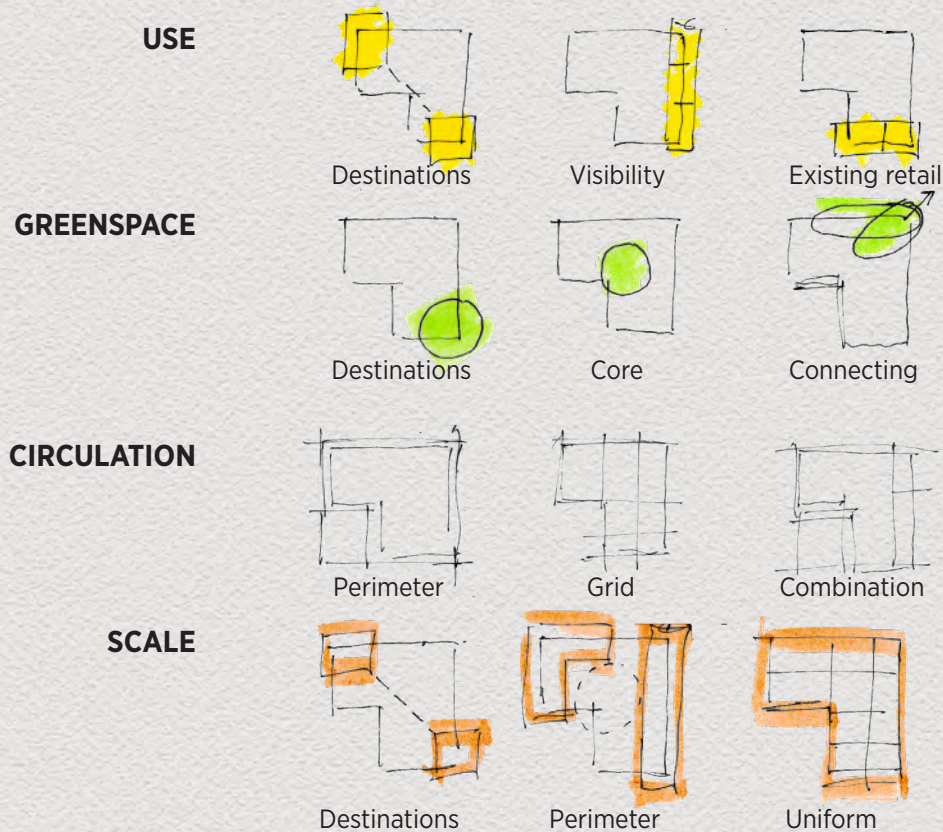 USE
Destinations Visibility Existing retail
GREENSPACE
Destinations Core Connecting
CIRCULATION
Perimeter Grid Combination
SCALE
Destinations Perimeter Uniform